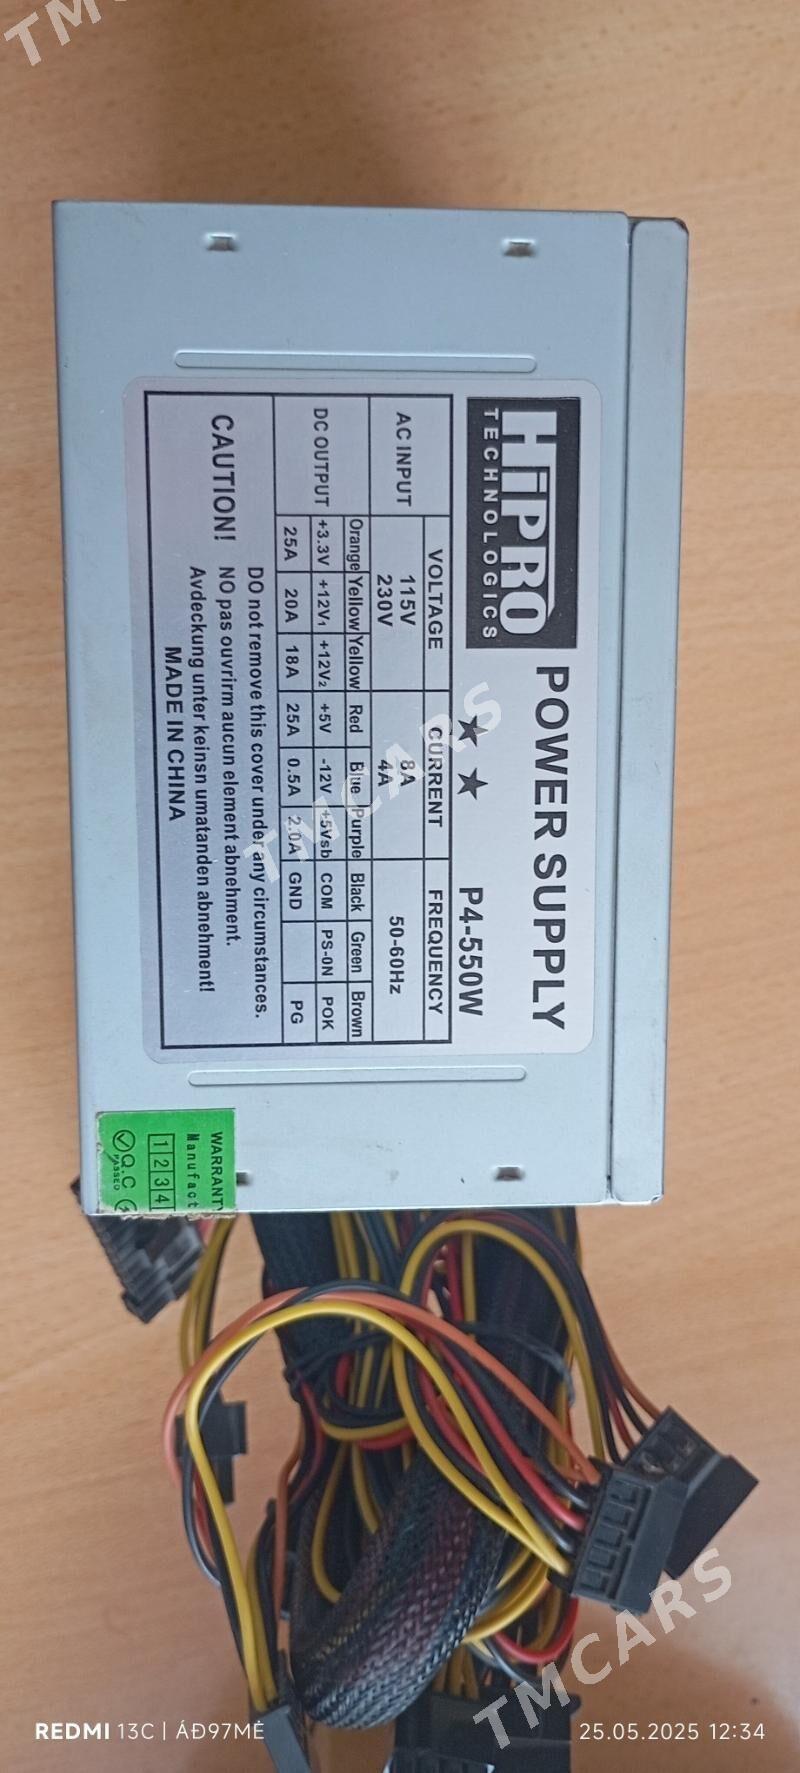 HiPRO
TECHNOLOGICS
POWER SUPPLY
★ ★ P4-550W
VOLTAGE CURRENT FREQUENCY
AC INPUT 115V 8A 50-60Hz
230V 4A
DC OUTPUT Orange Yellow Yellow Red Blue Purple Black Green Brown
+3.3V +12V1 +12V2 +5V -12V +5Vsb COM PS-0N POK
25A 20A 18A 25A 0.5A 2.0A GND PG
CAUTION! DO not remove this cover under any circumstances.
NO pas ouvrirm aucun element abnehment.
Avdeckung unter keinsn umatanden abnehment!
MADE IN CHINA
WARRANTY
Manufact
1 2 3 4
Q.C
PASSED
TMCARS
TMCARS
REDMI 13C | ÁĐ97MĖ
25.05.2025 12:34